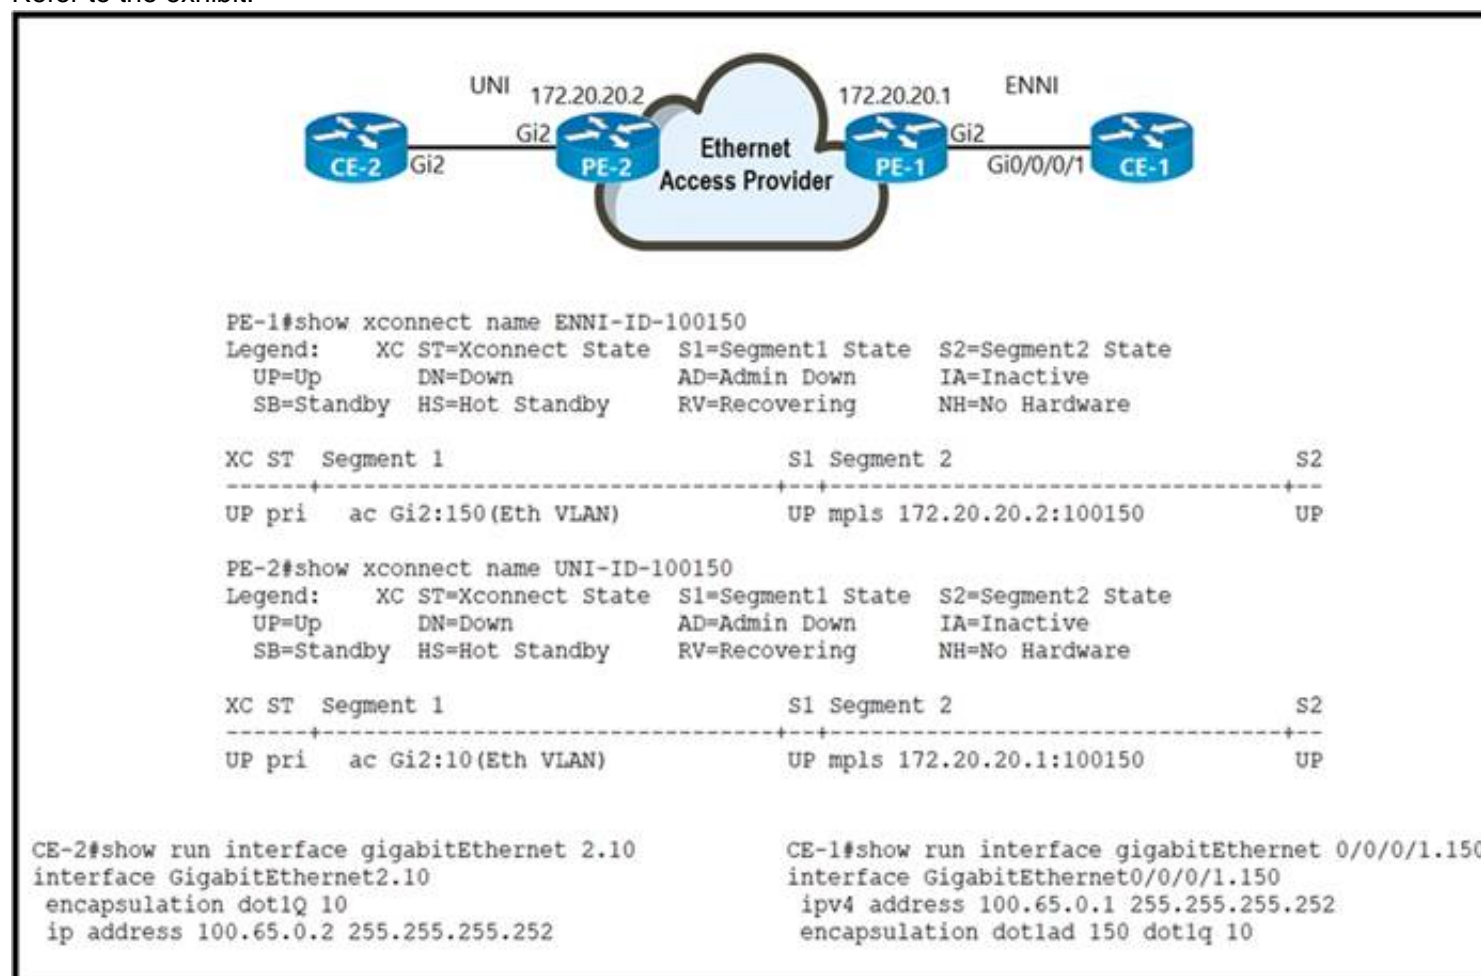 Refer to the exhibit.
UNI 172.20.20.2 172.20.20.1 ENNI
Gi2 Ethernet Gi2
CE-2 Gi2 PE-2 Access Provider PE-1 Gi0/0/0/1 CE-1
PE-1#show xconnect name ENNI-ID-100150
Legend: XC ST=Xconnect State S1=Segment1 State S2=Segment2 State
UP=Up DN=Down AD=Admin Down IA=Inactive
SB=Standby HS=Hot Standby RV=Recovering NH=No Hardware
XC ST Segment 1 S1 Segment 2 S2
------+---------------------------------+--+---------------------------------+--
UP pri ac Gi2:150(Eth VLAN) UP mpls 172.20.20.2:100150 UP
PE-2#show xconnect name UNI-ID-100150
Legend: XC ST=Xconnect State S1=Segment1 State S2=Segment2 State
UP=Up DN=Down AD=Admin Down IA=Inactive
SB=Standby HS=Hot Standby RV=Recovering NH=No Hardware
XC ST Segment 1 S1 Segment 2 S2
------+---------------------------------+--+---------------------------------+--
UP pri ac Gi2:10(Eth VLAN) UP mpls 172.20.20.1:100150 UP
CE-2#show run interface gigabitEthernet 2.10
interface GigabitEthernet2.10
encapsulation dot1Q 10
ip address 100.65.0.2 255.255.255.252
CE-1#show run interface gigabitEthernet 0/0/0/1.150
interface GigabitEthernet0/0/0/1.150
ipv4 address 100.65.0.1 255.255.255.252
encapsulation dot1ad 150 dot1q 10